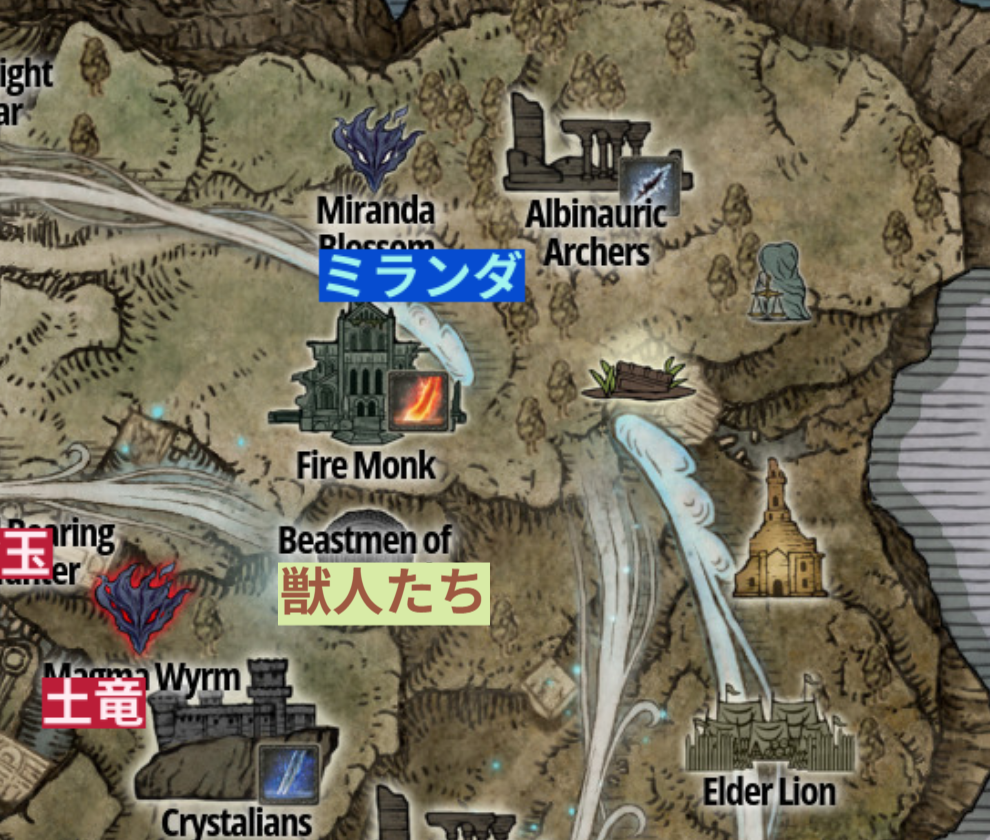 ight
ar
Miranda
Blossom
ミランダ
Albinauric
Archers
Fire Monk
Bearing
玉
Beastmen of
獣人たち
Magma Wyrm
土竜
Crystalians
Elder Lion